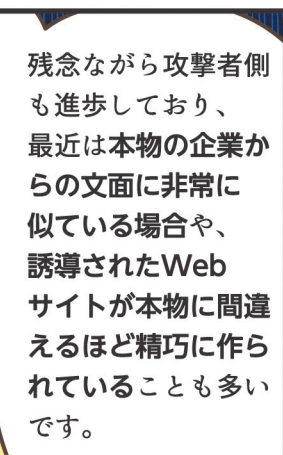 残念ながら攻撃者側
も進歩しており、
最近は本物の企業か
らの文面に非常に
似ている場合や、
誘導されたWeb
サイトが本物に間違
えるほど精巧に作ら
れていることも多い
です。